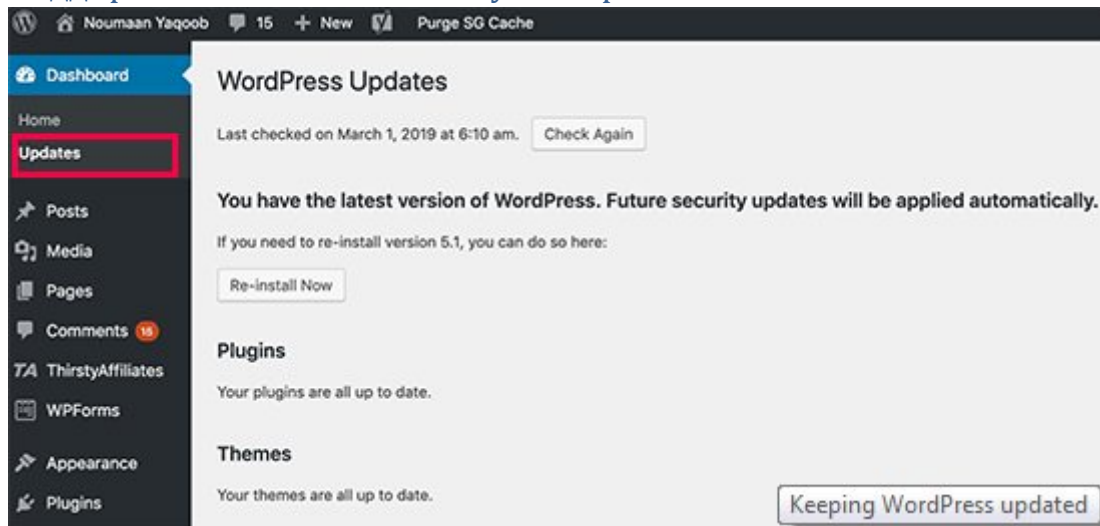 Noumaan Yaqoob 15 + New Purge SG Cache
Dashboard
Home
Updates
Posts
Media
Pages
Comments 15
TA ThirstyAffiliates
WPForms
Appearance
Plugins
WordPress Updates
Last checked on March 1, 2019 at 6:10 am. Check Again
You have the latest version of WordPress. Future security updates will be applied automatically.
If you need to re-install version 5.1, you can do so here:
Re-install Now
Plugins
Your plugins are all up to date.
Themes
Your themes are all up to date.
Keeping WordPress updated